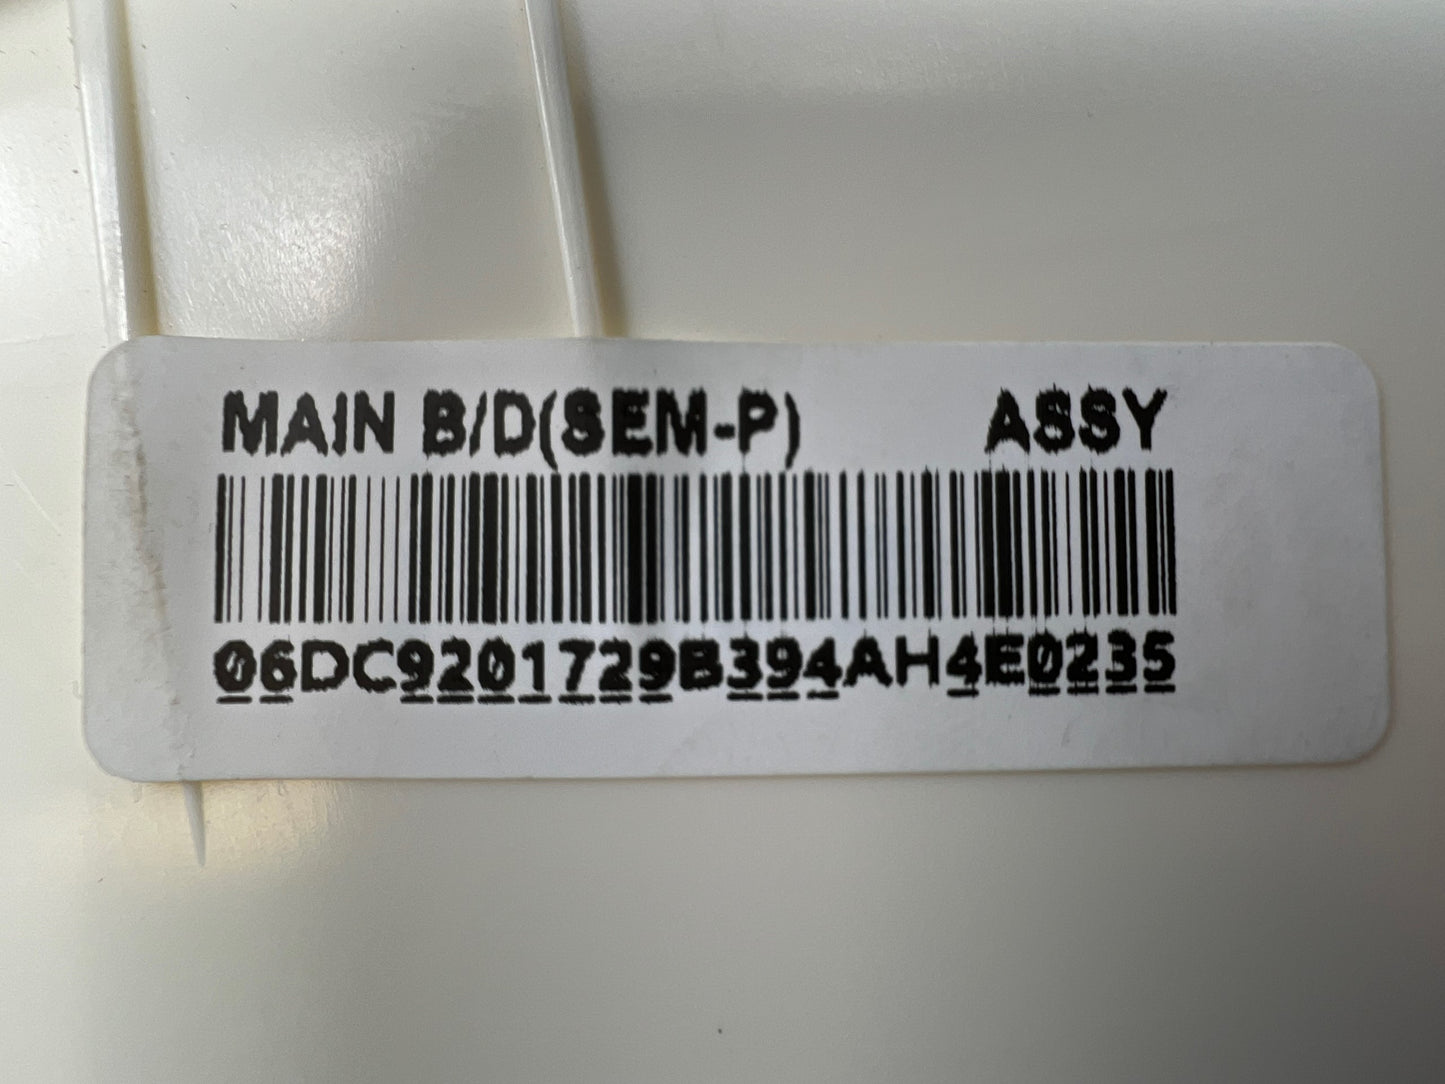 MAIN B/D(SEM-P) ASSY
06DC9201729B394AH4E0235